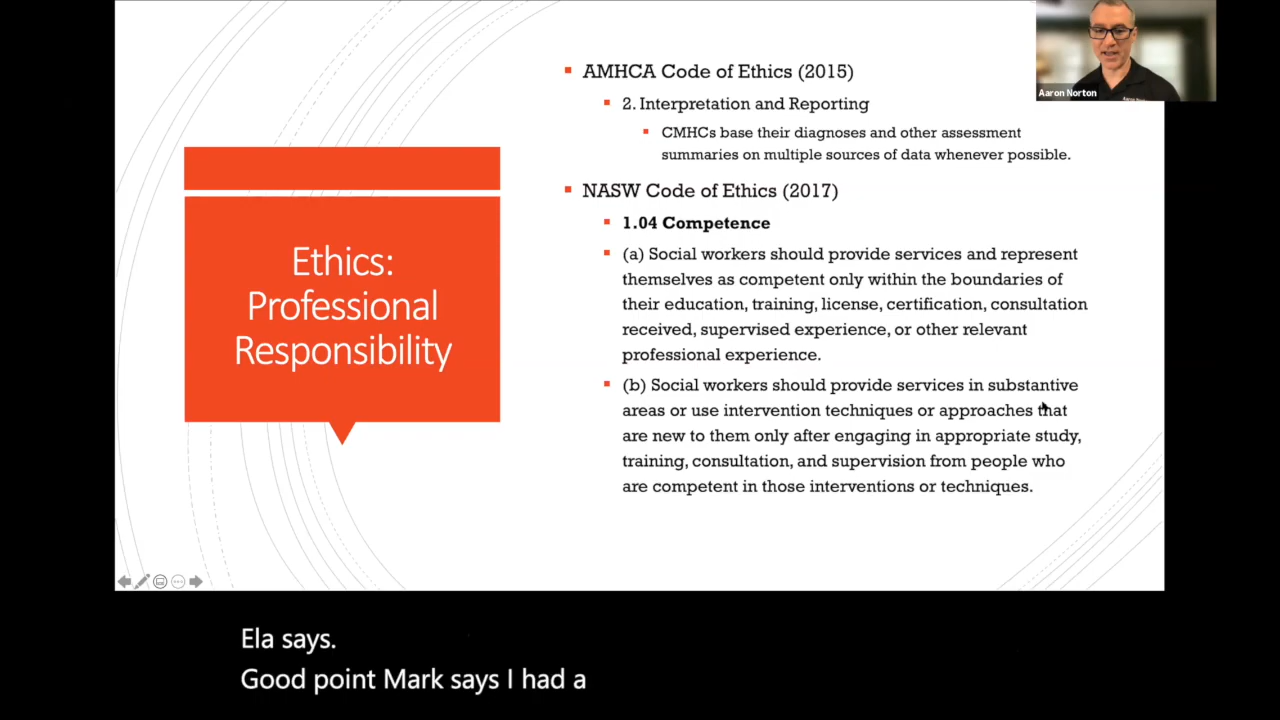 AMHCA Code of Ethics (2015)
2. Interpretation and Reporting
CMHCs base their diagnoses and other assessment
summaries on multiple sources of data whenever possible.
NASW Code of Ethics (2017)
1.04 Competence
(a) Social workers should provide services and represent
themselves as competent only within the boundaries of
their education, training, license, certification, consultation
received, supervised experience, or other relevant
professional experience.
(b) Social workers should provide services in substantive
areas or use intervention techniques or approaches that
are new to them only after engaging in appropriate study,
training, consultation, and supervision from people who
are competent in those interventions or techniques.
Ethics:
Professional
Responsibility
Aaron Norton
Ela says.
Good point Mark says I had a